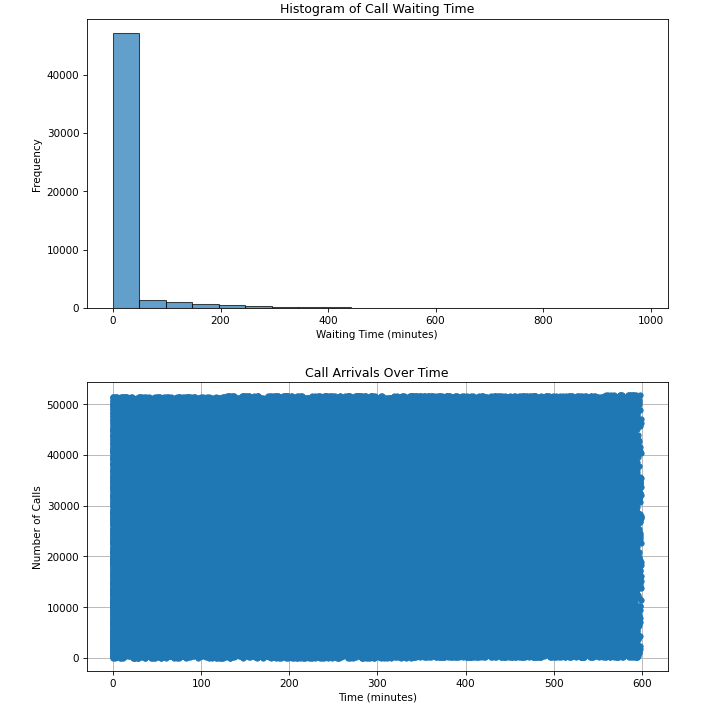 Histogram of Call Waiting Time
Frequency
40000
30000
20000
10000
0
0 200 400 600 800 1000
Waiting Time (minutes)
Call Arrivals Over Time
Number of Calls
50000
40000
30000
20000
10000
0
0 100 200 300 400 500 600
Time (minutes)